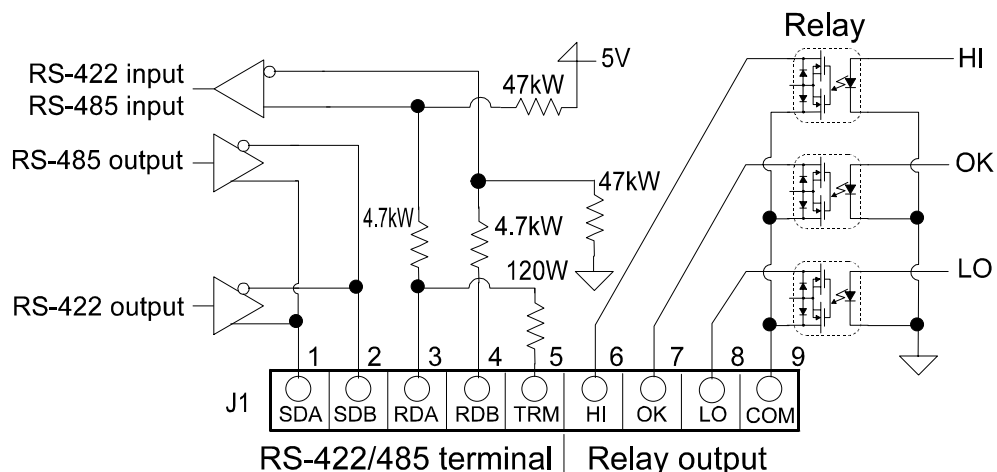 Relay
5V
HI
RS-422 input
47kW
RS-485 input
RS-485 output
OK
47kW
4.7kW
4.7kW
120W
LO
RS-422 output
1 2 3 4 5 6 7 8 9
J1
SDA SDB RDA RDB TRM HI OK LO COM
RS-422/485 terminal Relay output